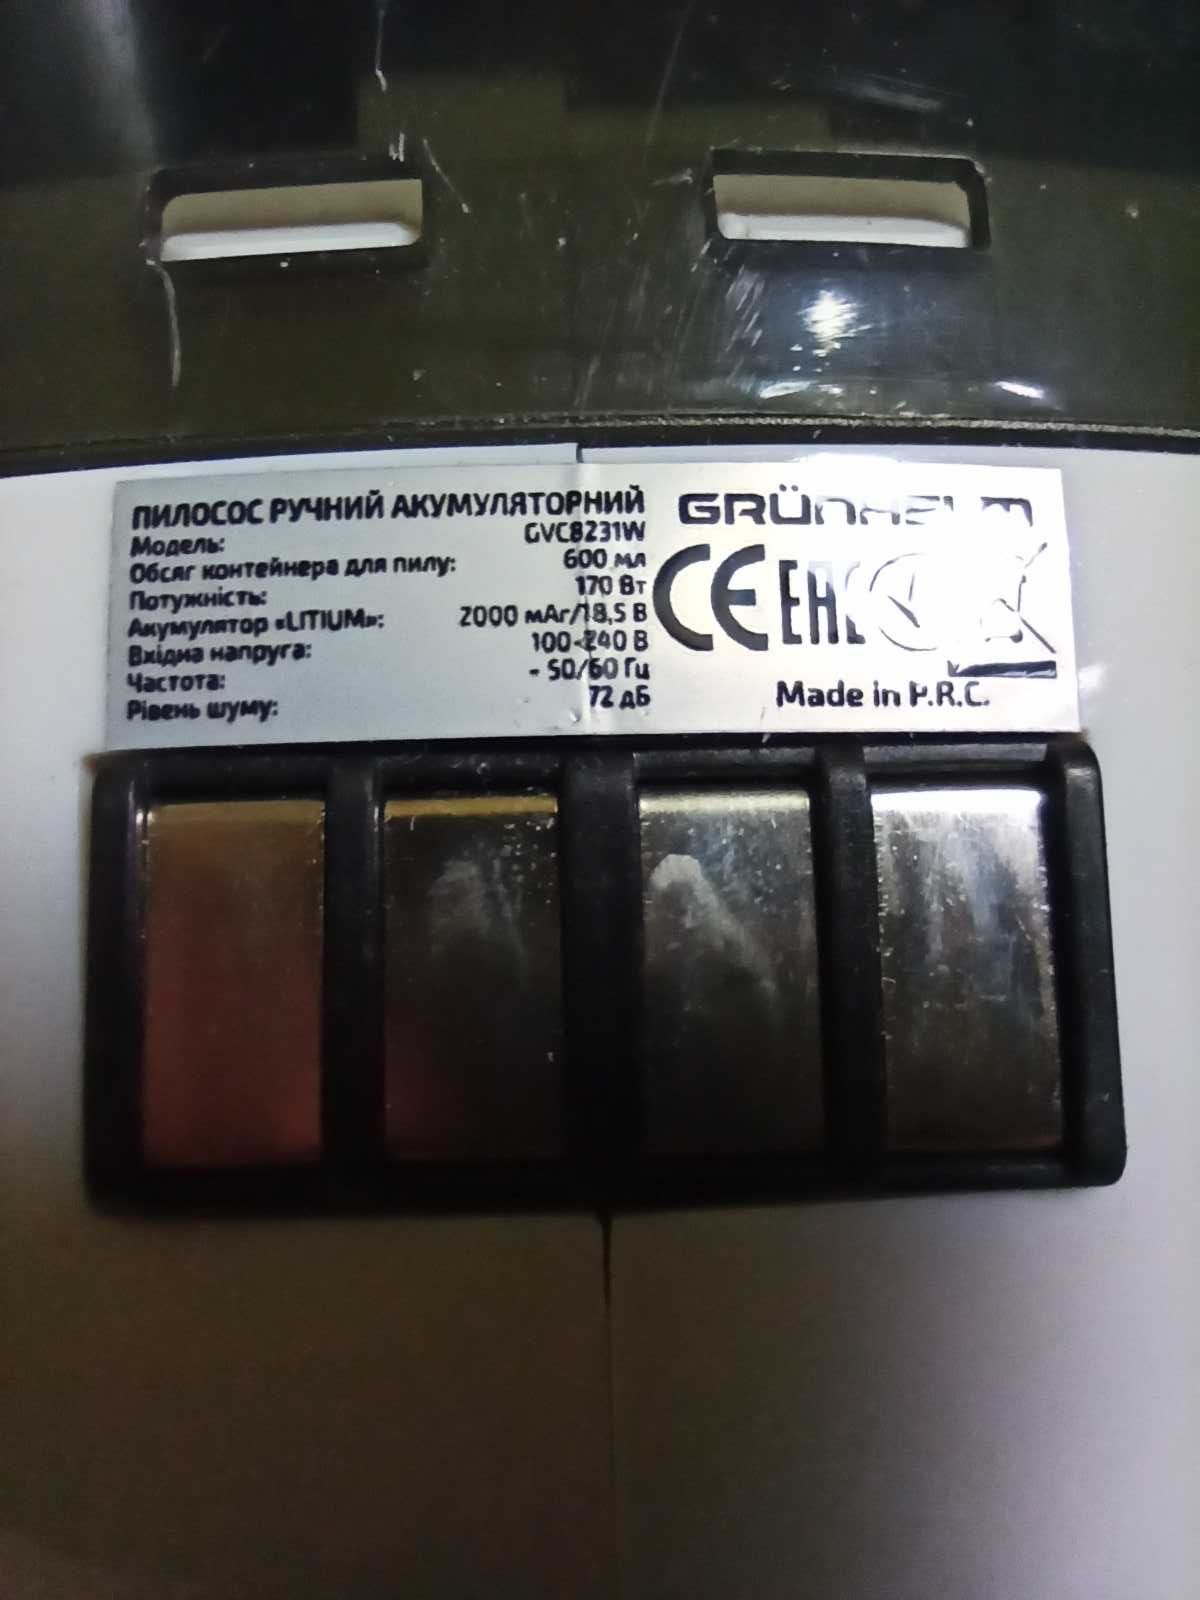 ПИЛОСОС РУЧНИЙ АКУМУЛЯТОРНИЙ
Модель: GVC8231W
Обсяг контейнера для пилу: 600 мл
Потужність: 170 Вт
Акумулятор «LITIUM»: 2000 мАг/18,5 В
Вхідна напруга: 100-240 В
Частота: - 50/60 Гц
Рівень шуму: 72 дБ
GRÜNHELM
CE EAC
Made in P.R.C.